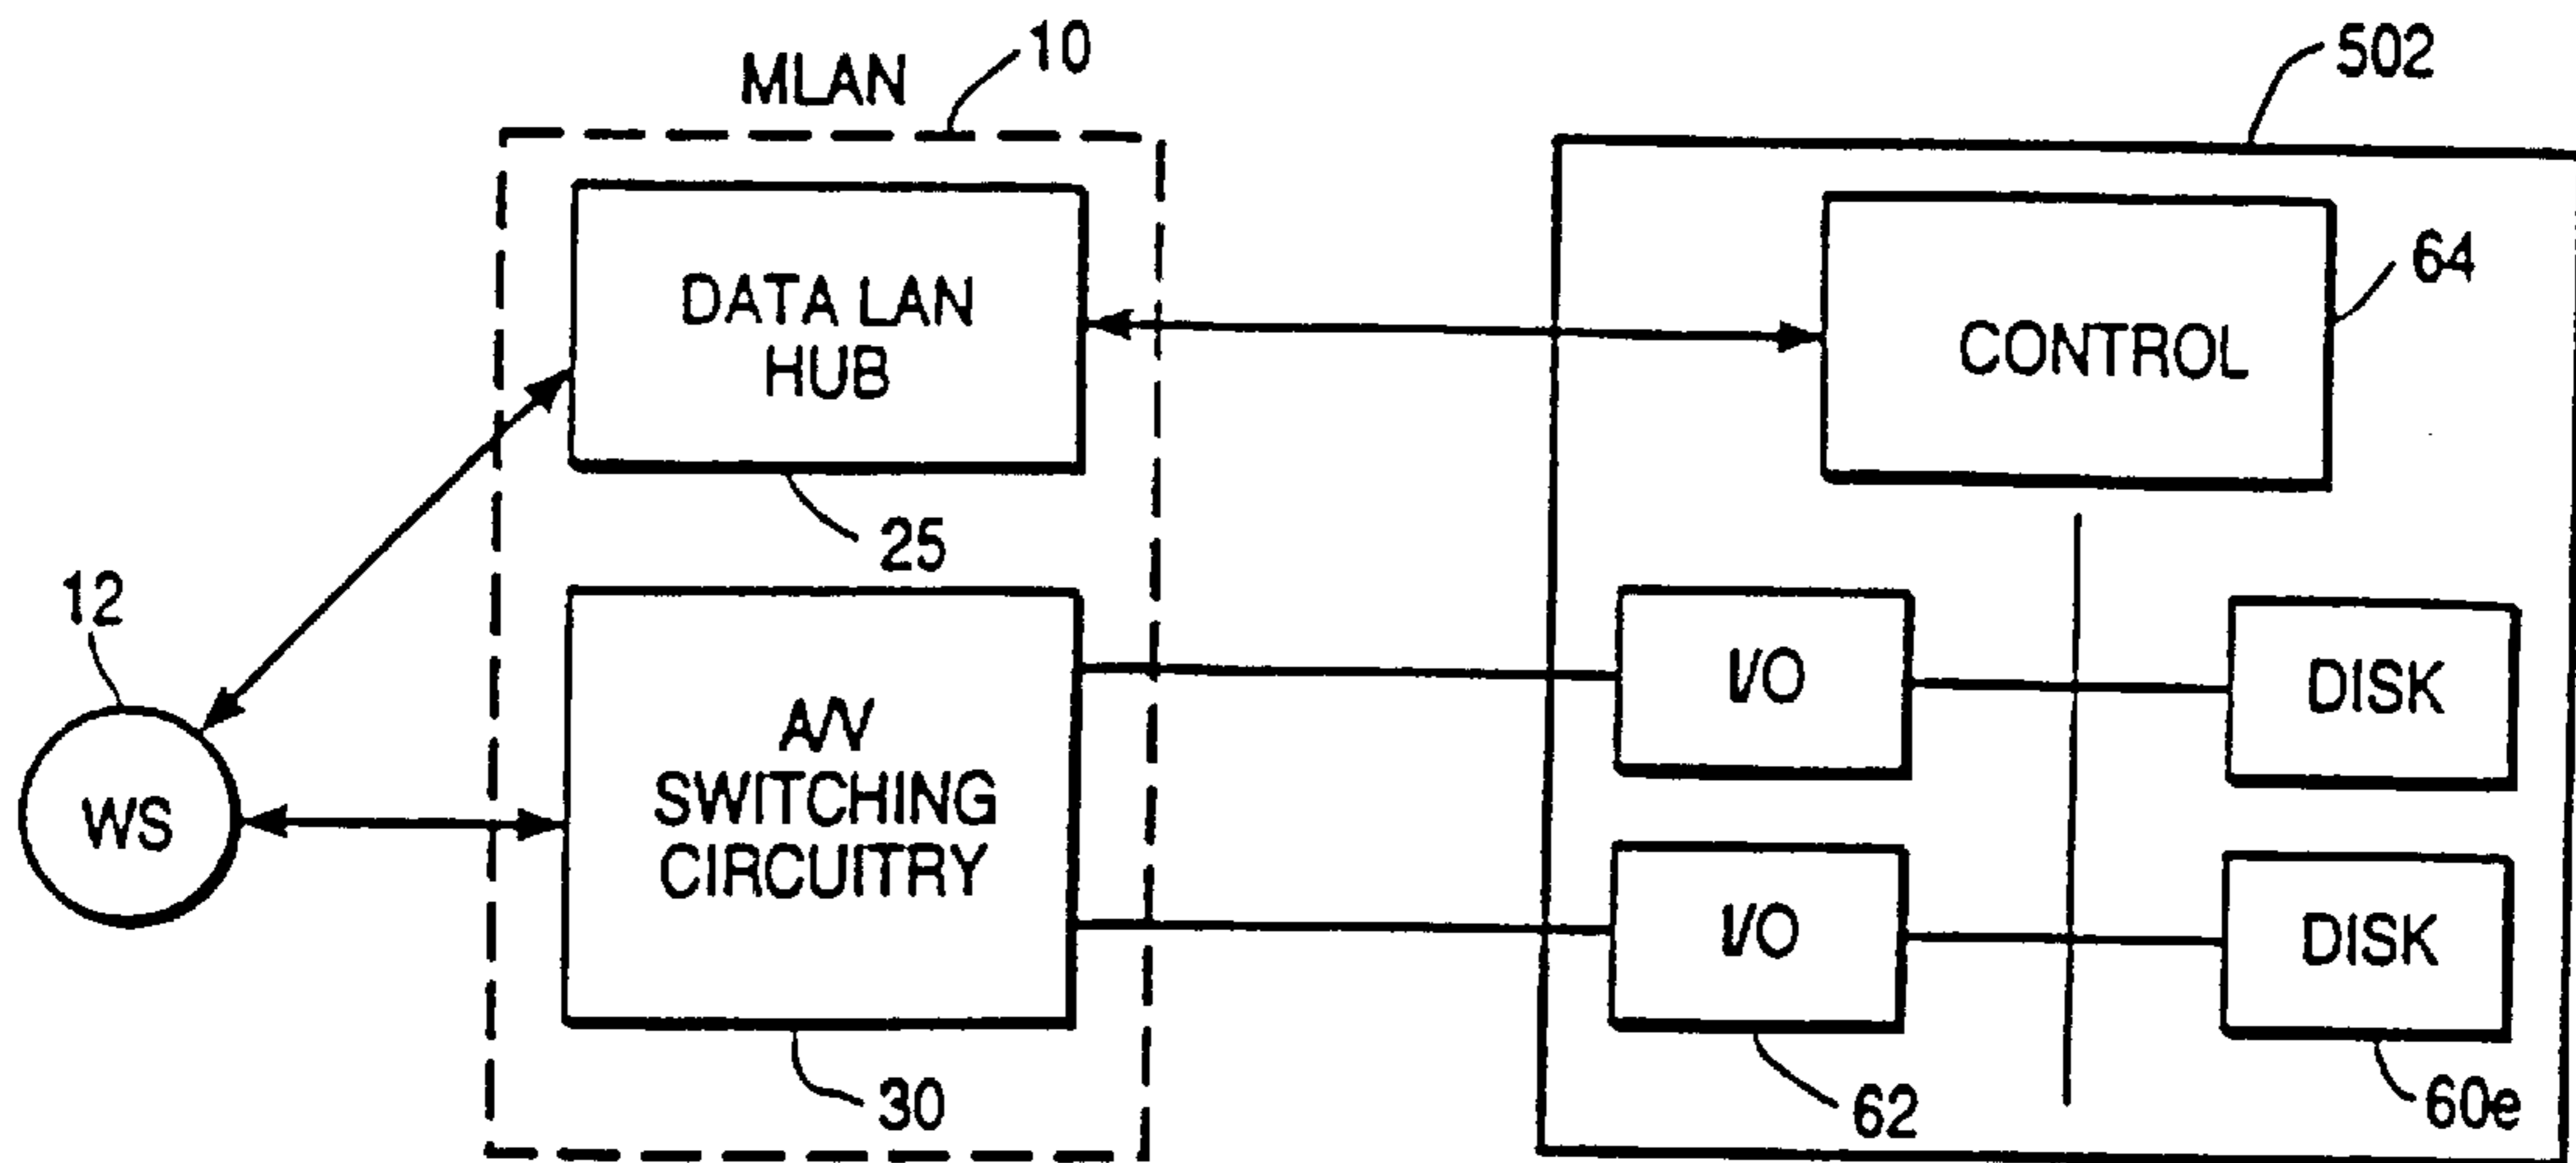 MLAN
10
502
DATA LAN
HUB
25
CONTROL
64
12
WS
A/V
SWITCHING
CIRCUITRY
30
I/O
DISK
I/O
DISK
62
60e